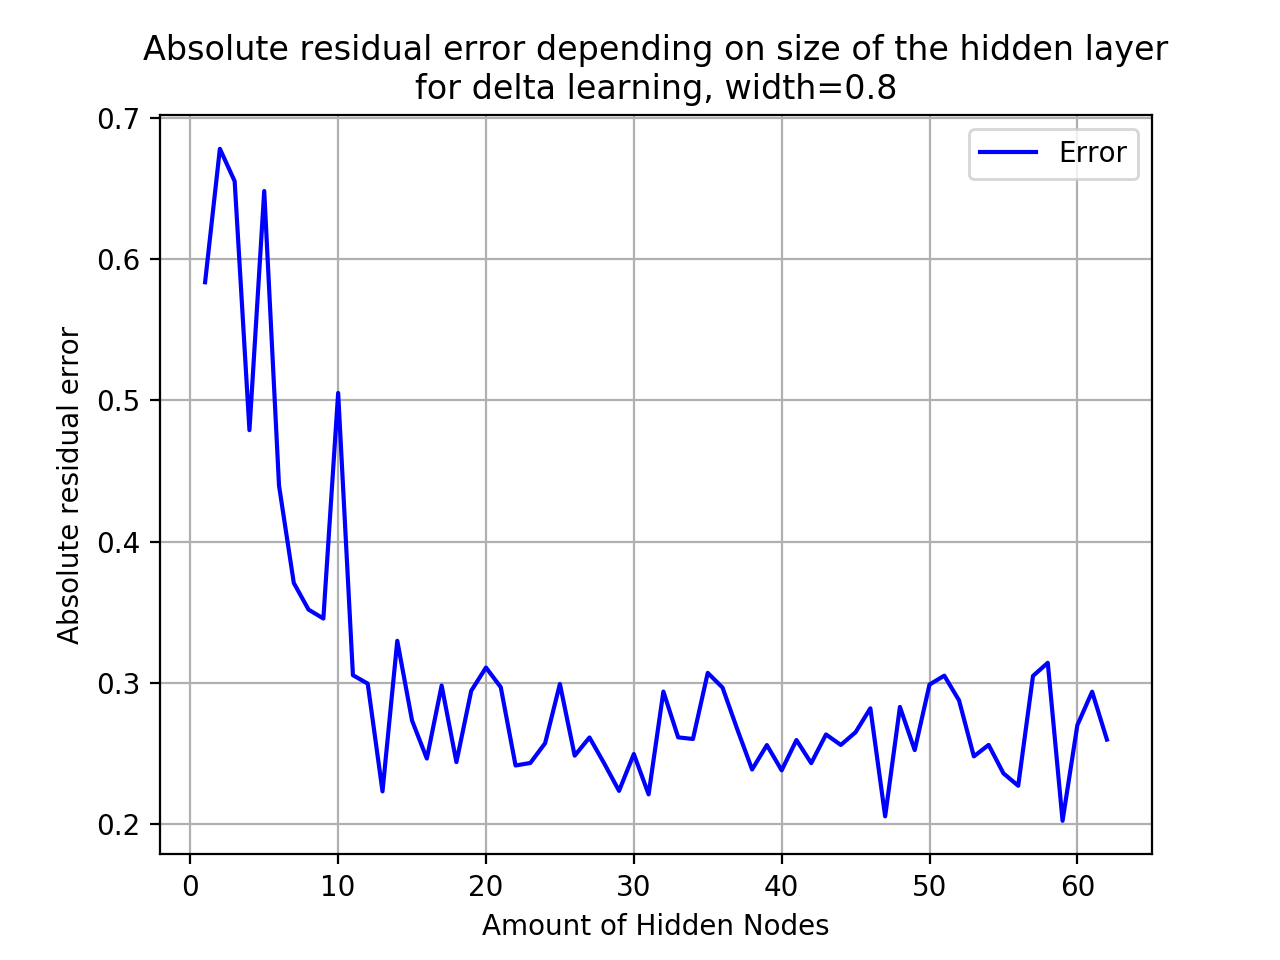 Absolute residual error depending on size of the hidden layer
for delta learning, width=0.8
Error
Absolute residual error
0.7
0.6
0.5
0.4
0.3
0.2
0 10 20 30 40 50 60
Amount of Hidden Nodes